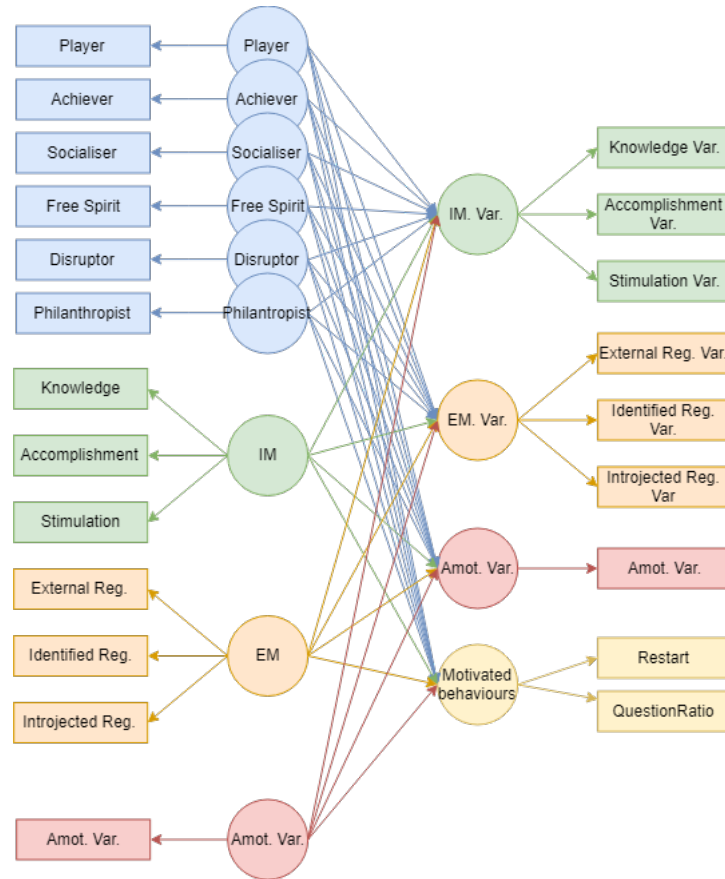 Player
Achiever
Socialiser
Free Spirit
Disruptor
Philanthropist
Knowledge
Accomplishment
Stimulation
External Reg.
Identified Reg.
Introjected Reg.
Amot. Var.
Player
Achiever
Socialiser
Free Spirit
Disruptor
Philantropist
IM
EM
Amot. Var.
IM. Var.
EM. Var.
Amot. Var.
Motivated
behaviours
Knowledge Var.
Accomplishment
Var.
Stimulation Var.
External Reg. Var.
Identified Reg.
Var.
Introjected Reg.
Var
Amot. Var.
Restart
QuestionRatio